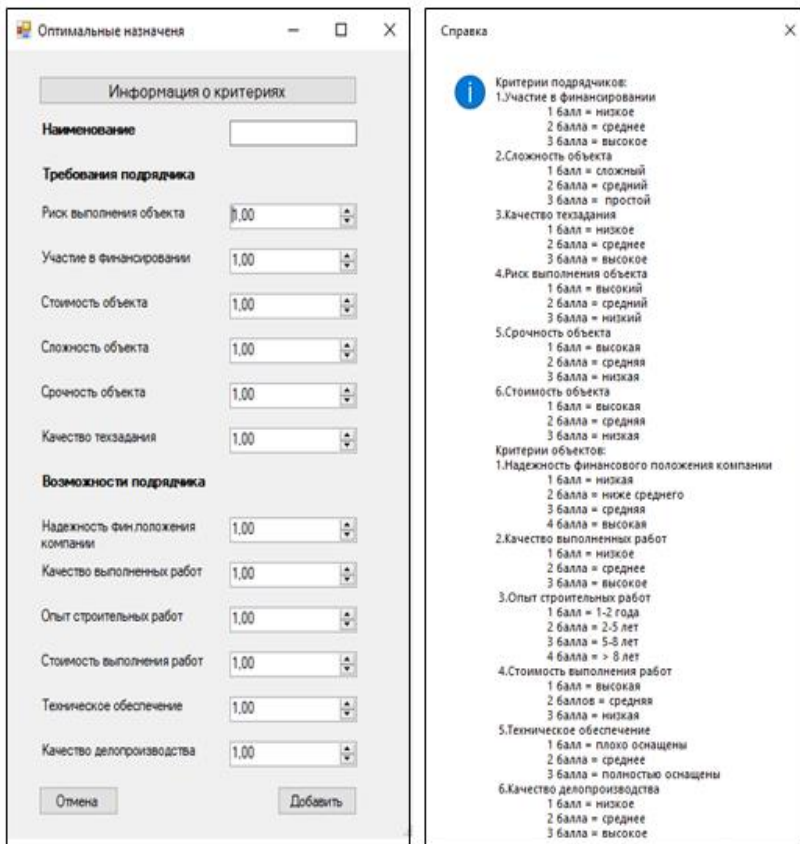 Оптимальные назначеня
Информация о критериях
Наименование
Требования подрядчика
Риск выполнения объекта 1,00
Участие в финансировании 1,00
Стоимость объекта 1,00
Сложность объекта 1,00
Срочность объекта 1,00
Качество техзадания 1,00
Возможности подрядчика
Надежность фин.положения
компании 1,00
Качество выполненных работ 1,00
Опыт строительных работ 1,00
Стоимость выполнения работ 1,00
Техническое обеспечение 1,00
Качество делопроизводства 1,00
Отмена Добавить
Справка
Критерии подрядчиков:
1.Участие в финансировании
1 балл = низкое
2 балла = среднее
3 балла = высокое
2.Сложность объекта
1 балл = сложный
2 балла = средний
3 балла = простой
3.Качество техзадания
1 балл = низкое
2 балла = среднее
3 балла = высокое
4.Риск выполнения объекта
1 балл = высокий
2 балла = средний
3 балла = низкий
5.Срочность объекта
1 балл = высокая
2 балла = средняя
3 балла = низкая
6.Стоимость объекта
1 балл = высокая
2 балла = средняя
3 балла = низкая
Критерии объектов:
1.Надежность финансового положения компании
1 балл = низкая
2 балла = ниже среднего
3 балла = средняя
4 балла = высокая
2.Качество выполненных работ
1 балл = низкое
2 балла = среднее
3 балла = высокое
3.Опыт строительных работ
1 балл = 1-2 года
2 балла = 2-5 лет
3 балла = 5-8 лет
4 балла = > 8 лет
4.Стоимость выполнения работ
1 балл = высокая
2 баллов = средняя
3 балла = низкая
5.Техническое обеспечение
1 балл = плохо оснащены
2 балла = среднее
3 балла = полностью оснащены
6.Качество делопроизводства
1 балл = низкое
2 балла = среднее
3 балла = высокое